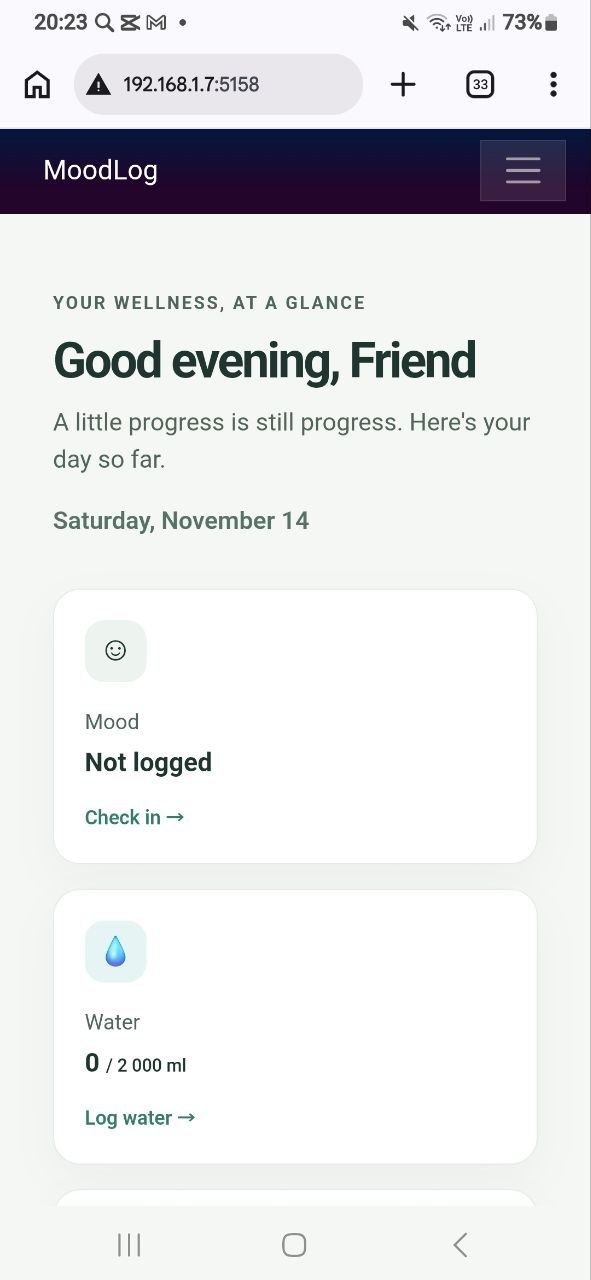 20:23
Vo))
LTE
73%
192.168.1.7:5158
33
MoodLog
YOUR WELLNESS, AT A GLANCE
Good evening, Friend
A little progress is still progress. Here's your
day so far.
Saturday, November 14
Mood
Not logged
Check in →
Water
0 / 2 000 ml
Log water →